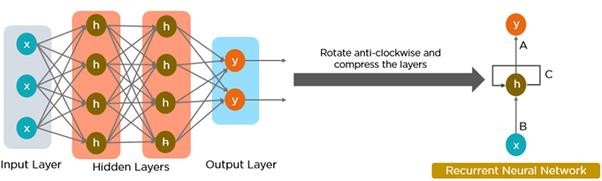 x
x
x
h
h
h
h
h
h
h
h
y
y
Input Layer
Hidden Layers
Output Layer
Rotate anti-clockwise and
compress the layers
y
A
h
C
B
x
Recurrent Neural Network